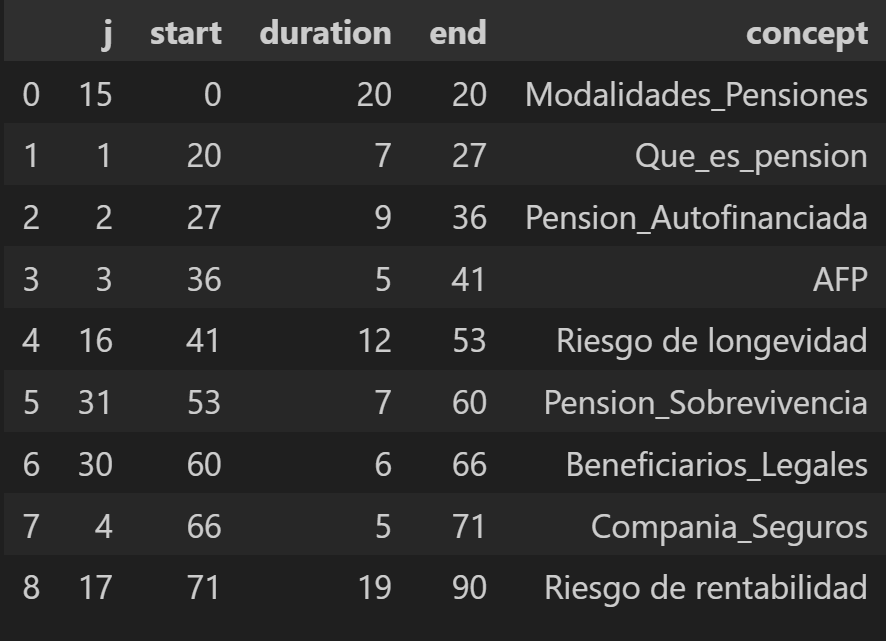 j start duration end concept
0 15 0 20 20 Modalidades_Pensiones
1 1 20 7 27 Que_es_pension
2 2 27 9 36 Pension_Autofinanciada
3 3 36 5 41 AFP
4 16 41 12 53 Riesgo de longevidad
5 31 53 7 60 Pension_Sobrevivencia
6 30 60 6 66 Beneficiarios_Legales
7 4 66 5 71 Compania_Seguros
8 17 71 19 90 Riesgo de rentabilidad